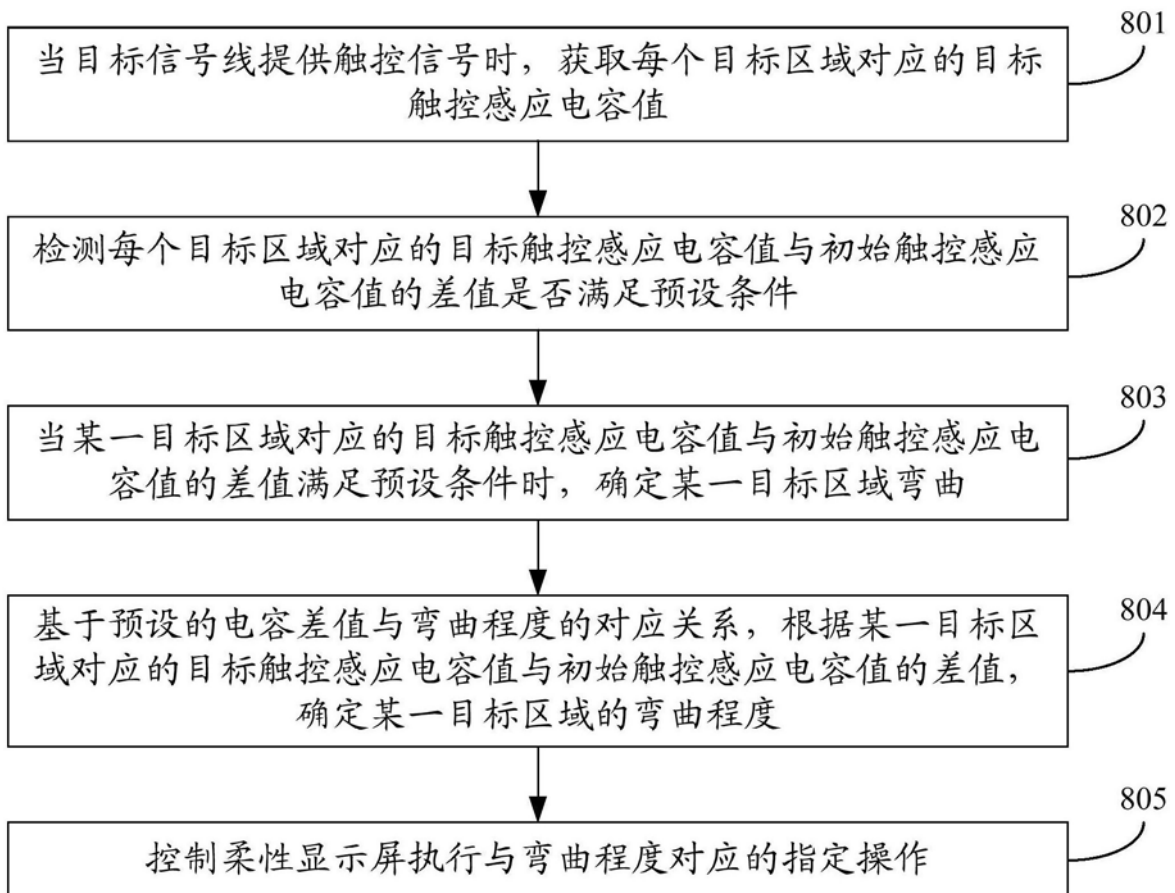 801
当目标信号线提供触控信号时，获取每个目标区域对应的目标
触控感应电容值
802
检测每个目标区域对应的目标触控感应电容值与初始触控感应
电容值的差值是否满足预设条件
803
当某一目标区域对应的目标触控感应电容值与初始触控感应电
容值的差值满足预设条件时，确定某一目标区域弯曲
804
基于预设的电容差值与弯曲程度的对应关系，根据某一目标区
域对应的目标触控感应电容值与初始触控感应电容值的差值，
确定某一目标区域的弯曲程度
805
控制柔性显示屏执行与弯曲程度对应的指定操作